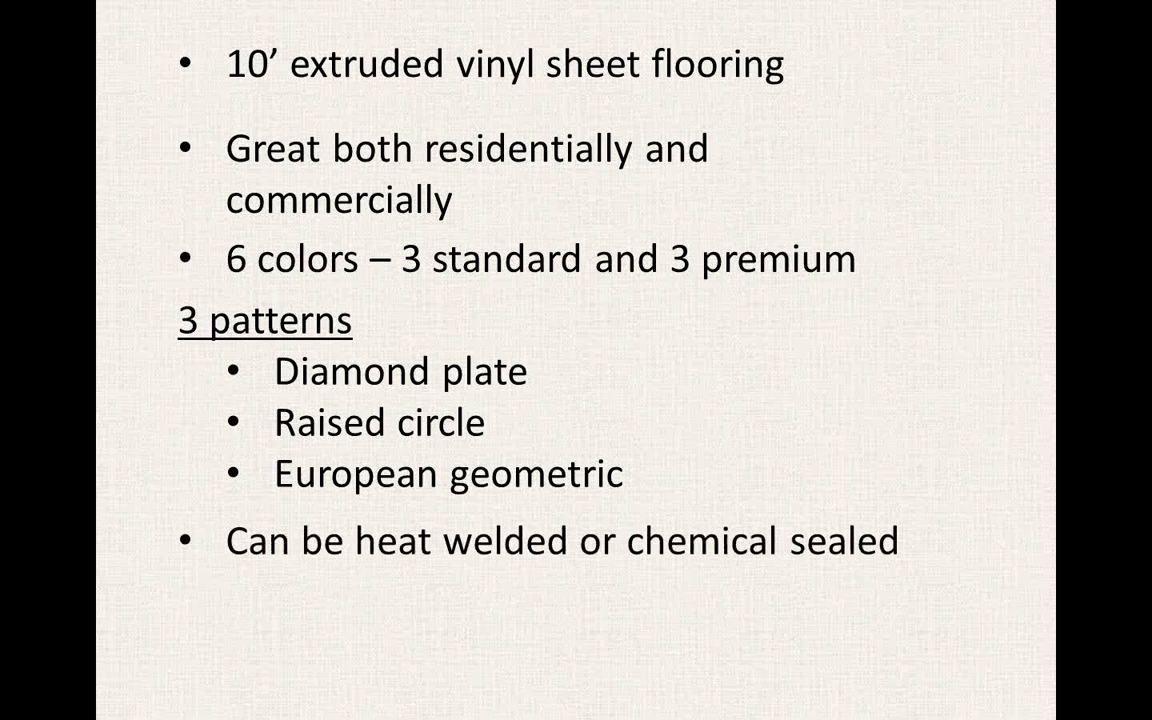 • 10’ extruded vinyl sheet flooring
• Great both residentially and
commercially
• 6 colors – 3 standard and 3 premium
3 patterns
• Diamond plate
• Raised circle
• European geometric
• Can be heat welded or chemical sealed